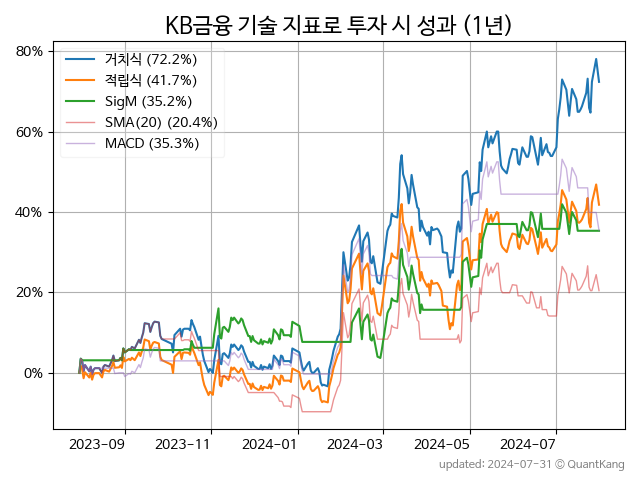 KB금융 기술 지표로 투자 시 성과 (1년)
80%
60%
40%
20%
0%
거치식 (72.2%)
적립식 (41.7%)
SigM (35.2%)
SMA(20) (20.4%)
MACD (35.3%)
2023-09
2023-11
2024-01
2024-03
2024-05
2024-07
updated: 2024-07-31 © QuantKang